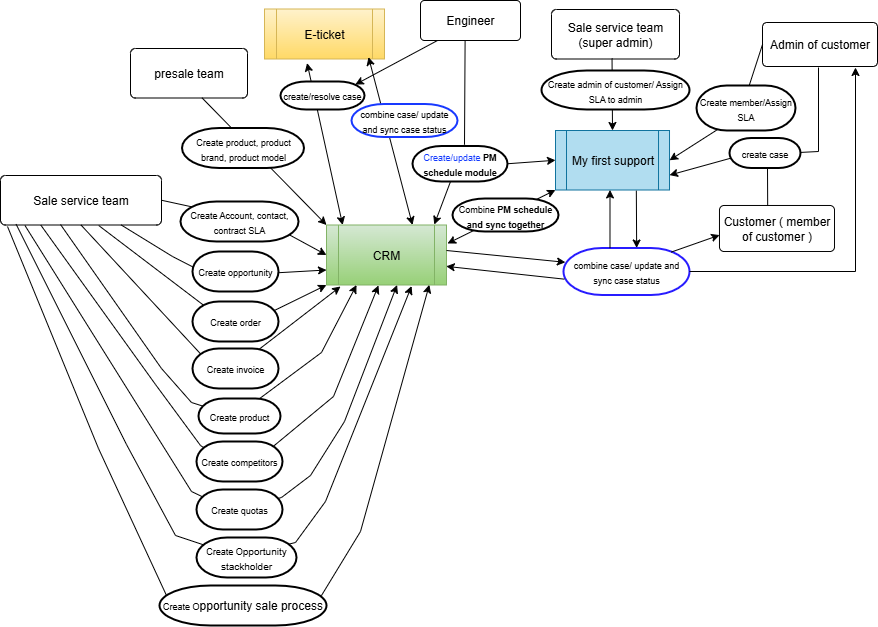 Engineer
E-ticket
Sale service team
(super admin)
Admin of customer
presale team
create/resolve case
Create admin of customer/ Assign
SLA to admin
Create member/Assign
SLA
combine case/ update
and sync case status
Create product, product
brand, product model
Create/update PM
schedule module
My first support
create case
Sale service team
Create Account, contact,
contract SLA
Combine PM schedule
and sync together
Customer ( member
of customer )
CRM
Create opportunity
combine case/ update and
sync case status
Create order
Create invoice
Create product
Create competitors
Create quotas
Create Opportunity
stackholder
Create Opportunity sale process